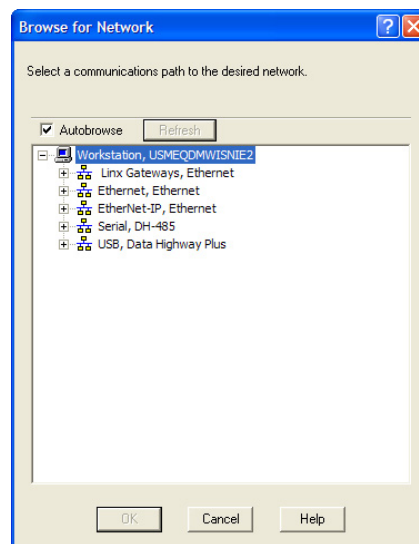 Browse for Network
Select a communications path to the desired network.
Autobrowse Refresh
Workstation, USMEQDMWISNIE2
Linx Gateways, Ethernet
Ethernet, Ethernet
EtherNet-IP, Ethernet
Serial, DH-485
USB, Data Highway Plus
OK Cancel Help